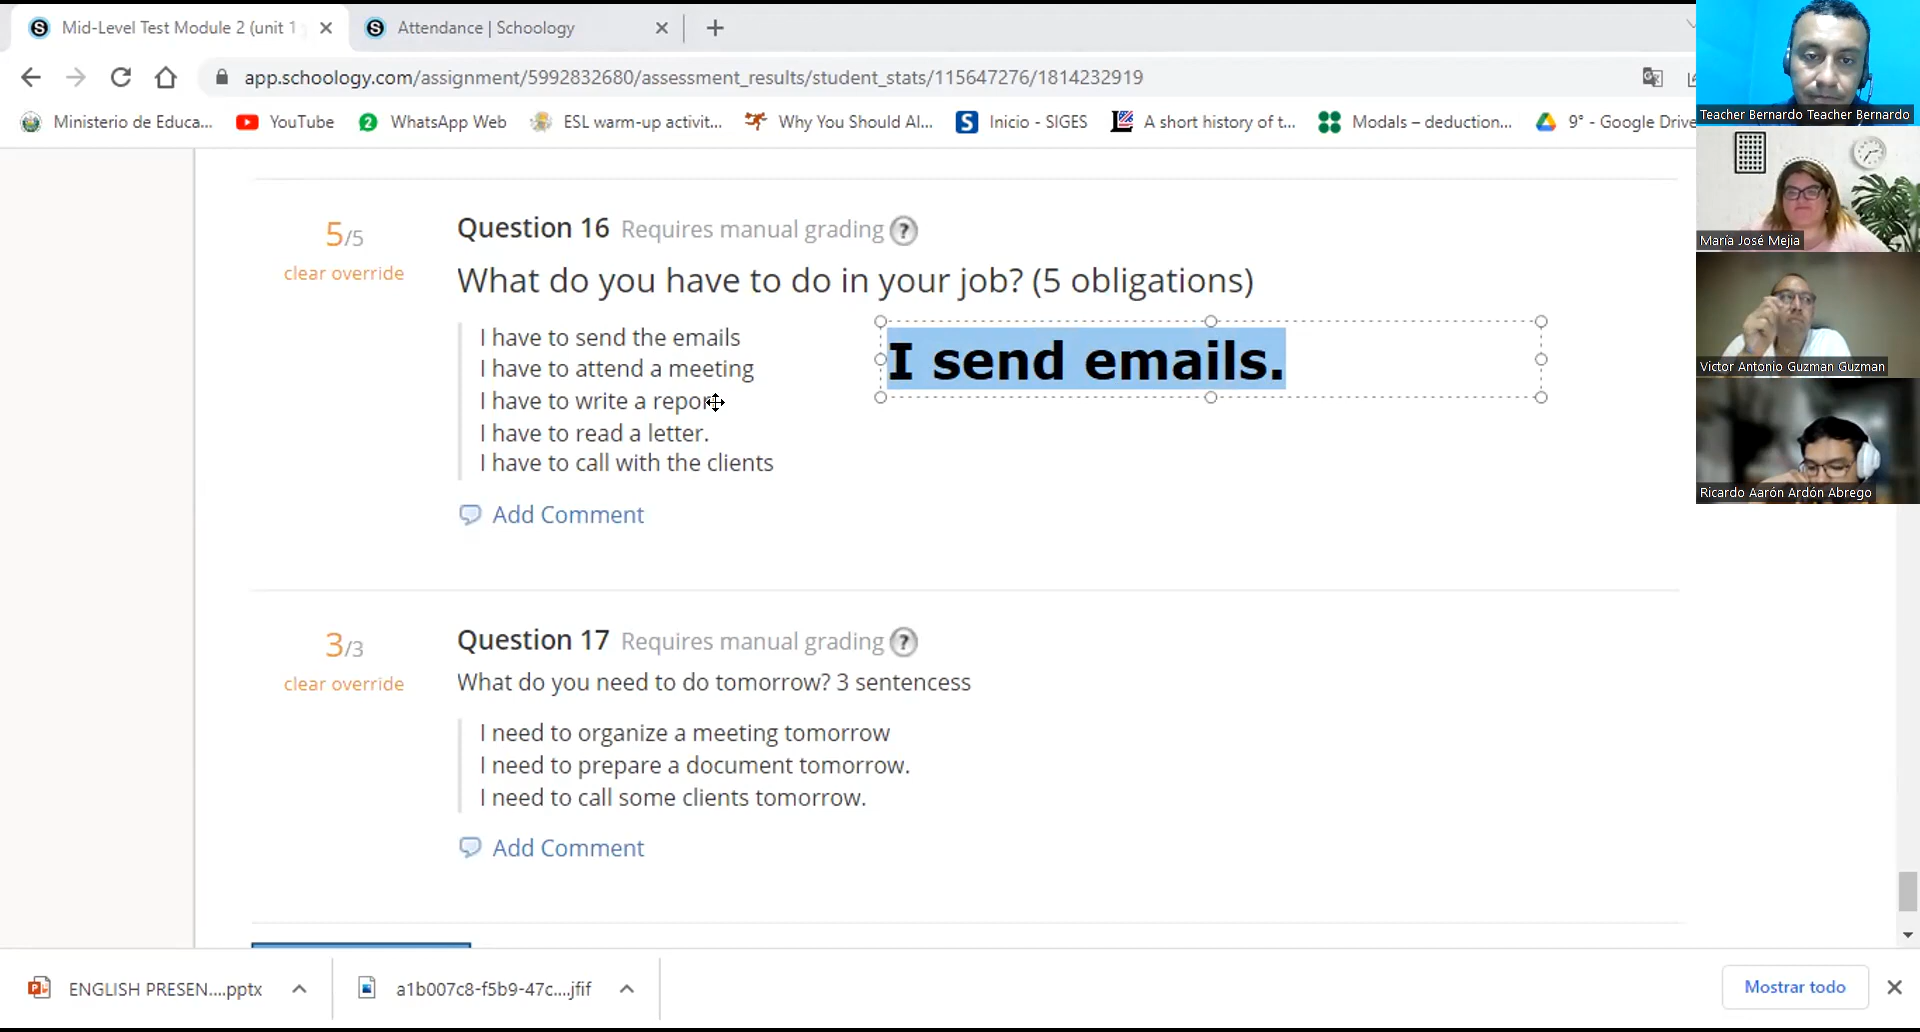 Mid-Level Test Module 2 (unit 1
Attendance | Schoology
app.schoology.com/assignment/5992832680/assessment_results/student_stats/115647276/1814232919
Ministerio de Educa...
YouTube
WhatsApp Web
ESL warm-up activit...
Why You Should Al...
Inicio - SIGES
A short history of t...
Modals – deduction...
9° - Google Drive
Teacher Bernardo Teacher Bernardo
María José Mejia
Victor Antonio Guzman Guzman
Ricardo Aarón Ardón Abrego
5/5
clear override
Question 16 Requires manual grading ?
What do you have to do in your job? (5 obligations)
I have to send the emails
I have to attend a meeting
I have to write a report
I have to read a letter.
I have to call with the clients
I send emails.
Add Comment
3/3
clear override
Question 17 Requires manual grading ?
What do you need to do tomorrow? 3 sentencess
I need to organize a meeting tomorrow
I need to prepare a document tomorrow.
I need to call some clients tomorrow.
Add Comment
ENGLISH PRESEN....pptx
a1b007c8-f5b9-47c....jfif
Mostrar todo